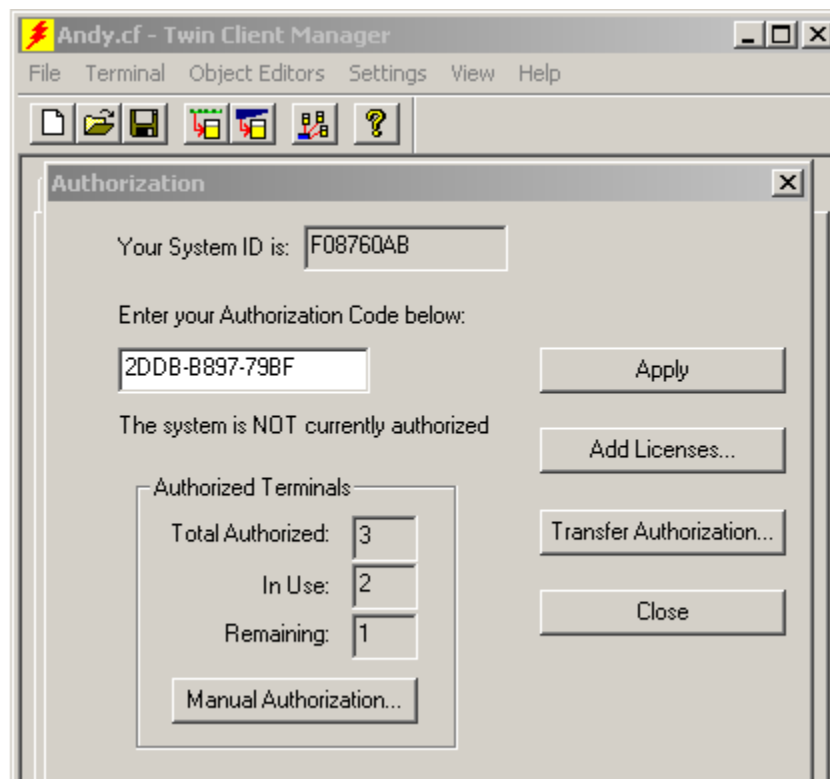 Andy.cf - Twin Client Manager
File Terminal Object Editors Settings View Help
Authorization
Your System ID is: F08760AB
Enter your Authorization Code below:
2DDB-B897-79BF
Apply
The system is NOT currently authorized
Add Licenses...
Authorized Terminals
Total Authorized: 3
Transfer Authorization...
In Use: 2
Close
Remaining: 1
Manual Authorization...